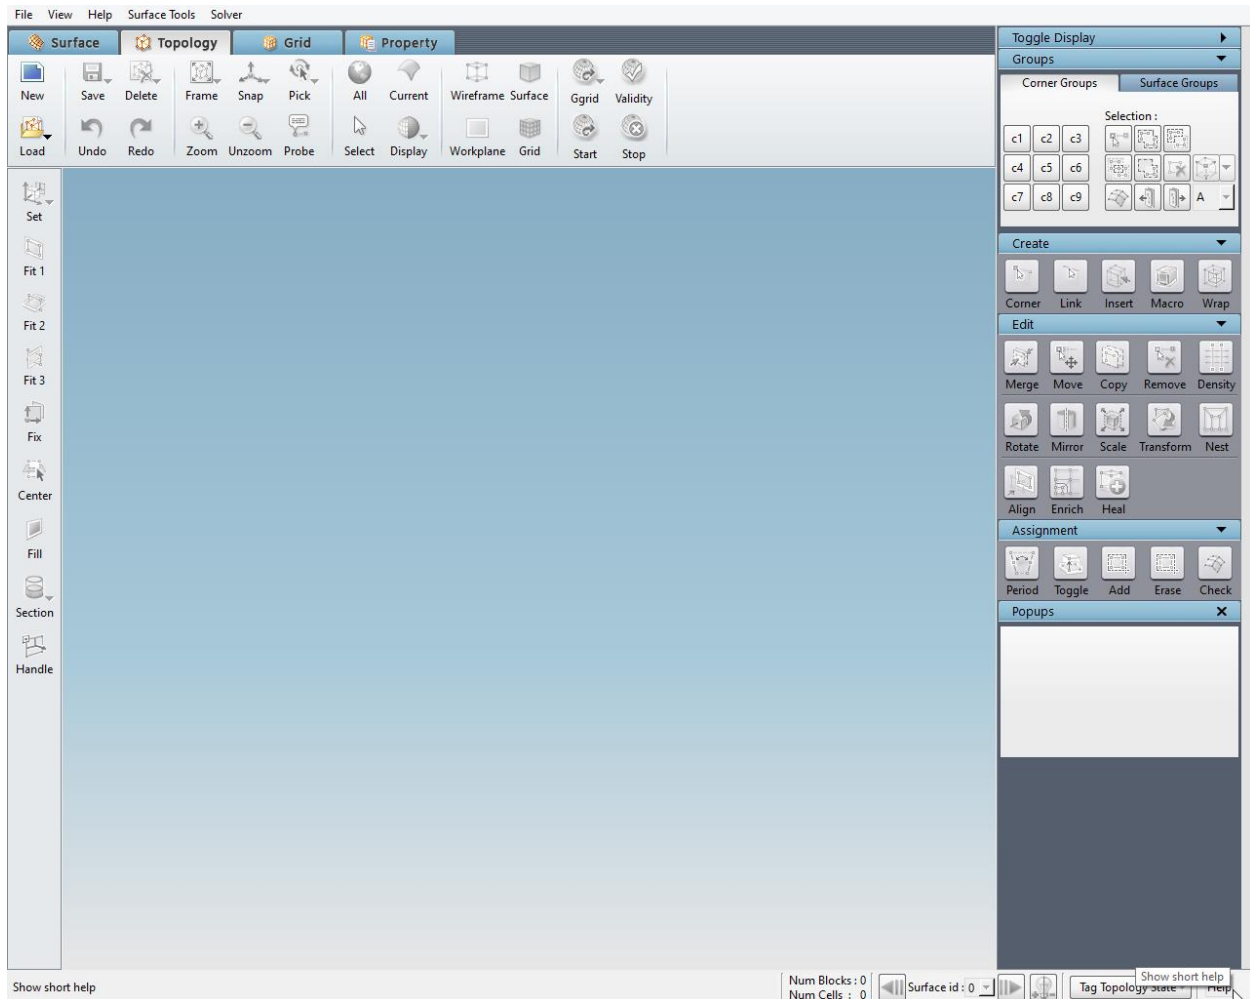 File View Help Surface Tools Solver
Surface Topology Grid Property
New Save Delete Frame Snap Pick All Current Wireframe Surface Ggrid Validity
Load Undo Redo Zoom Unzoom Probe Select Display Workplane Grid Start Stop
Set
Fit 1
Fit 2
Fit 3
Fix
Center
Fill
Section
Handle
Toggle Display
Groups
Corner Groups Surface Groups
Selection :
c1 c2 c3
c4 c5 c6
c7 c8 c9 A
Create
Corner Link Insert Macro Wrap
Edit
Merge Move Copy Remove Density
Rotate Mirror Scale Transform Nest
Align Enrich Heal
Assignment
Period Toggle Add Erase Check
Popups
Show short help
Show short help
Num Blocks : 0
Num Cells : 0
Surface id : 0
Tag Topology State
Help